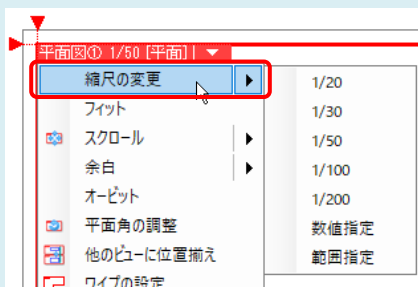 平面図① 1/50 [平面] |
縮尺の変更
フィット
スクロール
余白
オービット
平面角の調整
他のビューに位置揃え
ワイプの設定
1/20
1/30
1/50
1/100
1/200
数値指定
範囲指定